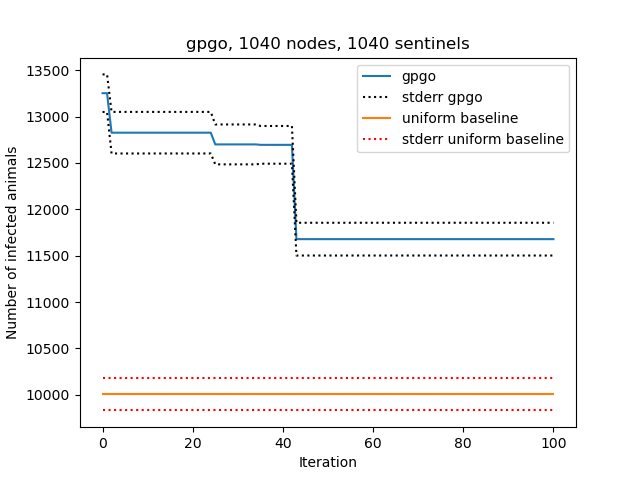 gpgo, 1040 nodes, 1040 sentinels
gpgo
stderr gpgo
uniform baseline
stderr uniform baseline
Number of infected animals
13500
13000
12500
12000
11500
11000
10500
10000
0 20 40 60 80 100
Iteration